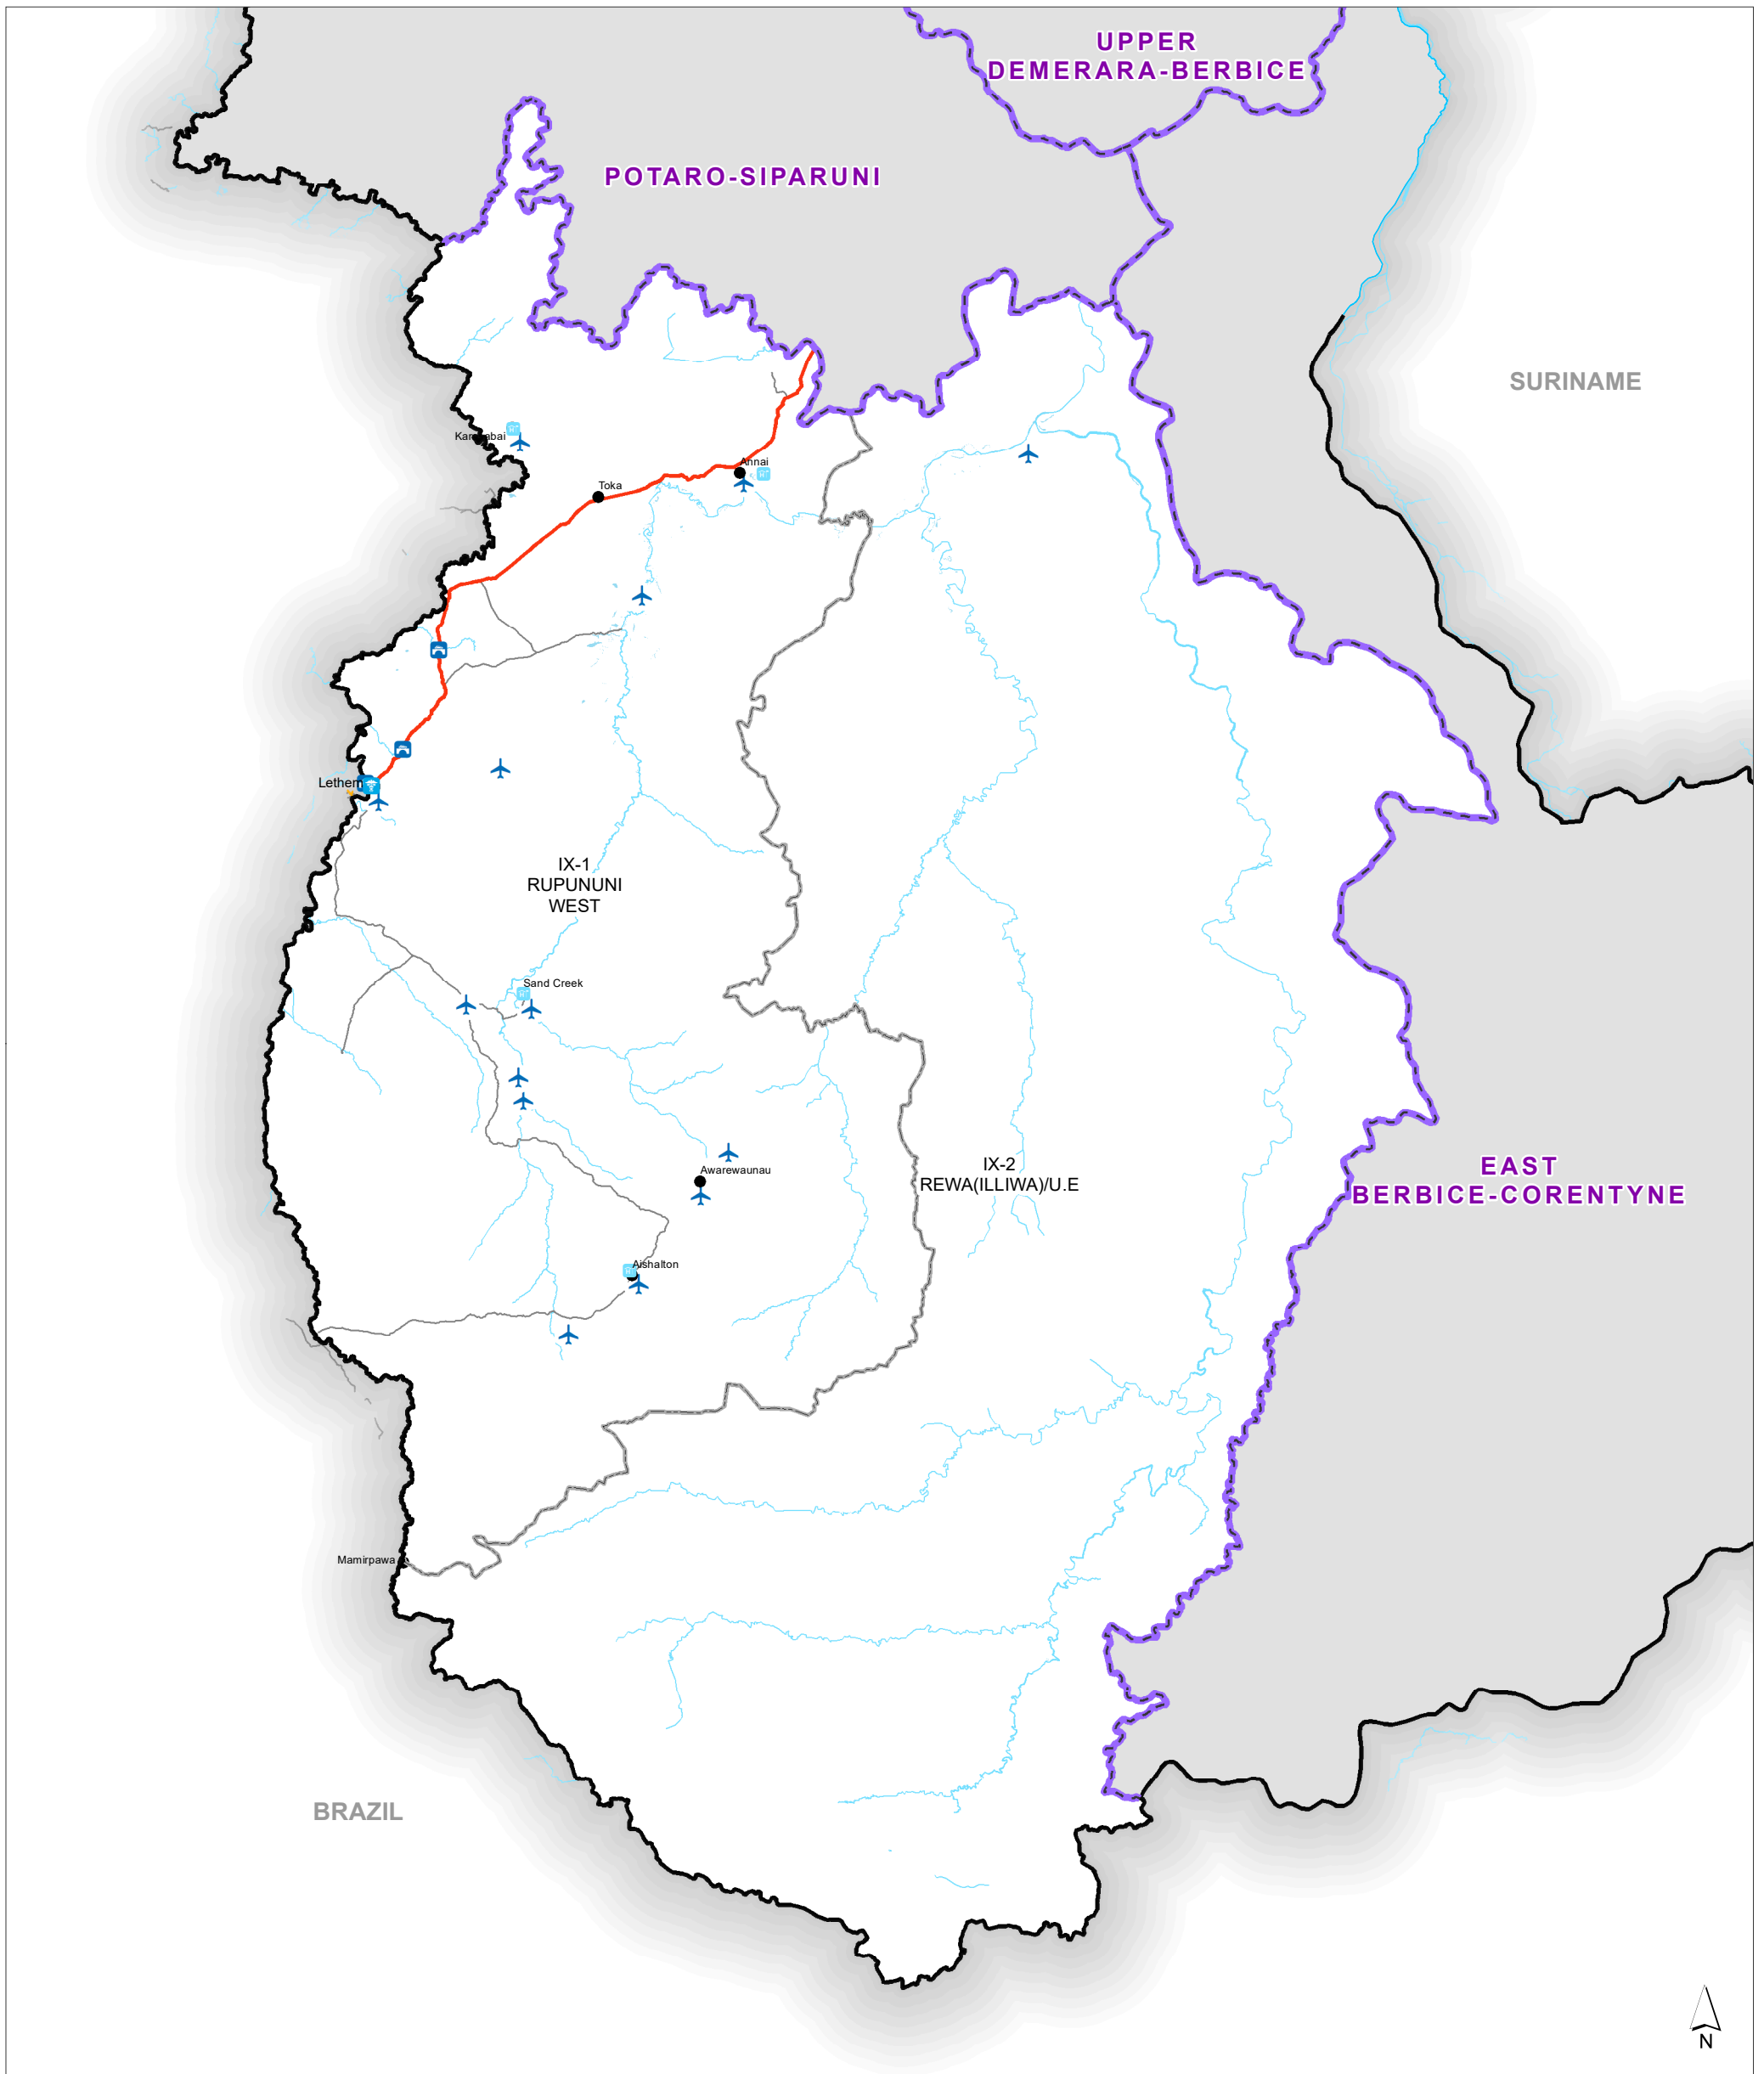 UPPER
DEMERARA-BERBICE
POTARO-SIPARUNI
SURINAME
Annai
Toka
Lethem
IX-1
RUPUNUNI
WEST
Sand Creek
IX-2
REWA(ILLIWA)/U.E
EAST
BERBICE-CORENTYNE
Awarewaunau
Aishalton
Mamirpawa
BRAZIL
N